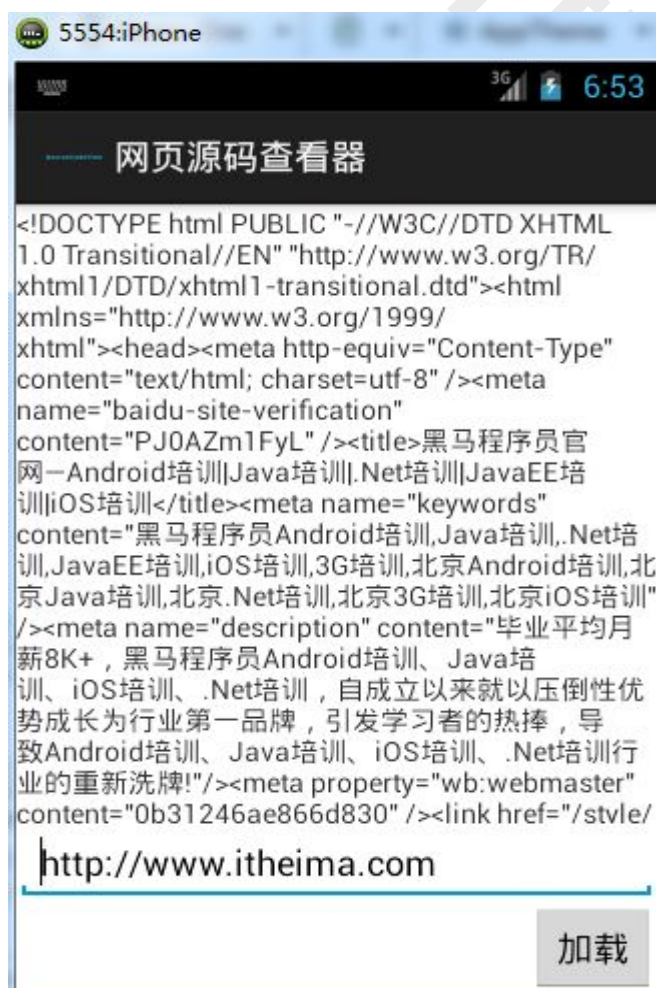 5554:iPhone
3G 6:53
网页源码查看器
<!DOCTYPE html PUBLIC "-//W3C//DTD XHTML
1.0 Transitional//EN" "http://www.w3.org/TR/
xhtml1/DTD/xhtml1-transitional.dtd"><html
xmlns="http://www.w3.org/1999/
xhtml"><head><meta http-equiv="Content-Type"
content="text/html; charset=utf-8" /><meta
name="baidu-site-verification"
content="PJ0AZm1FyL" /><title>黑马程序员官
网—Android培训|Java培训|.Net培训|JavaEE培
训|iOS培训</title><meta name="keywords"
content="黑马程序员Android培训,Java培训,.Net培
训,JavaEE培训,iOS培训,3G培训,北京Android培训,北
京Java培训,北京.Net培训,北京3G培训,北京iOS培训"
/><meta name="description" content="毕业平均月
薪8K+，黑马程序员Android培训、Java培
训、iOS培训、.Net培训，自成立以来就以压倒性优
势成长为行业第一品牌，引发学习者的热捧，导
致Android培训、Java培训、iOS培训、.Net培训行
业的重新洗牌!"/><meta property="wb:webmaster"
content="0b31246ae866d830" /><link href="/style/
http://www.itheima.com
加载